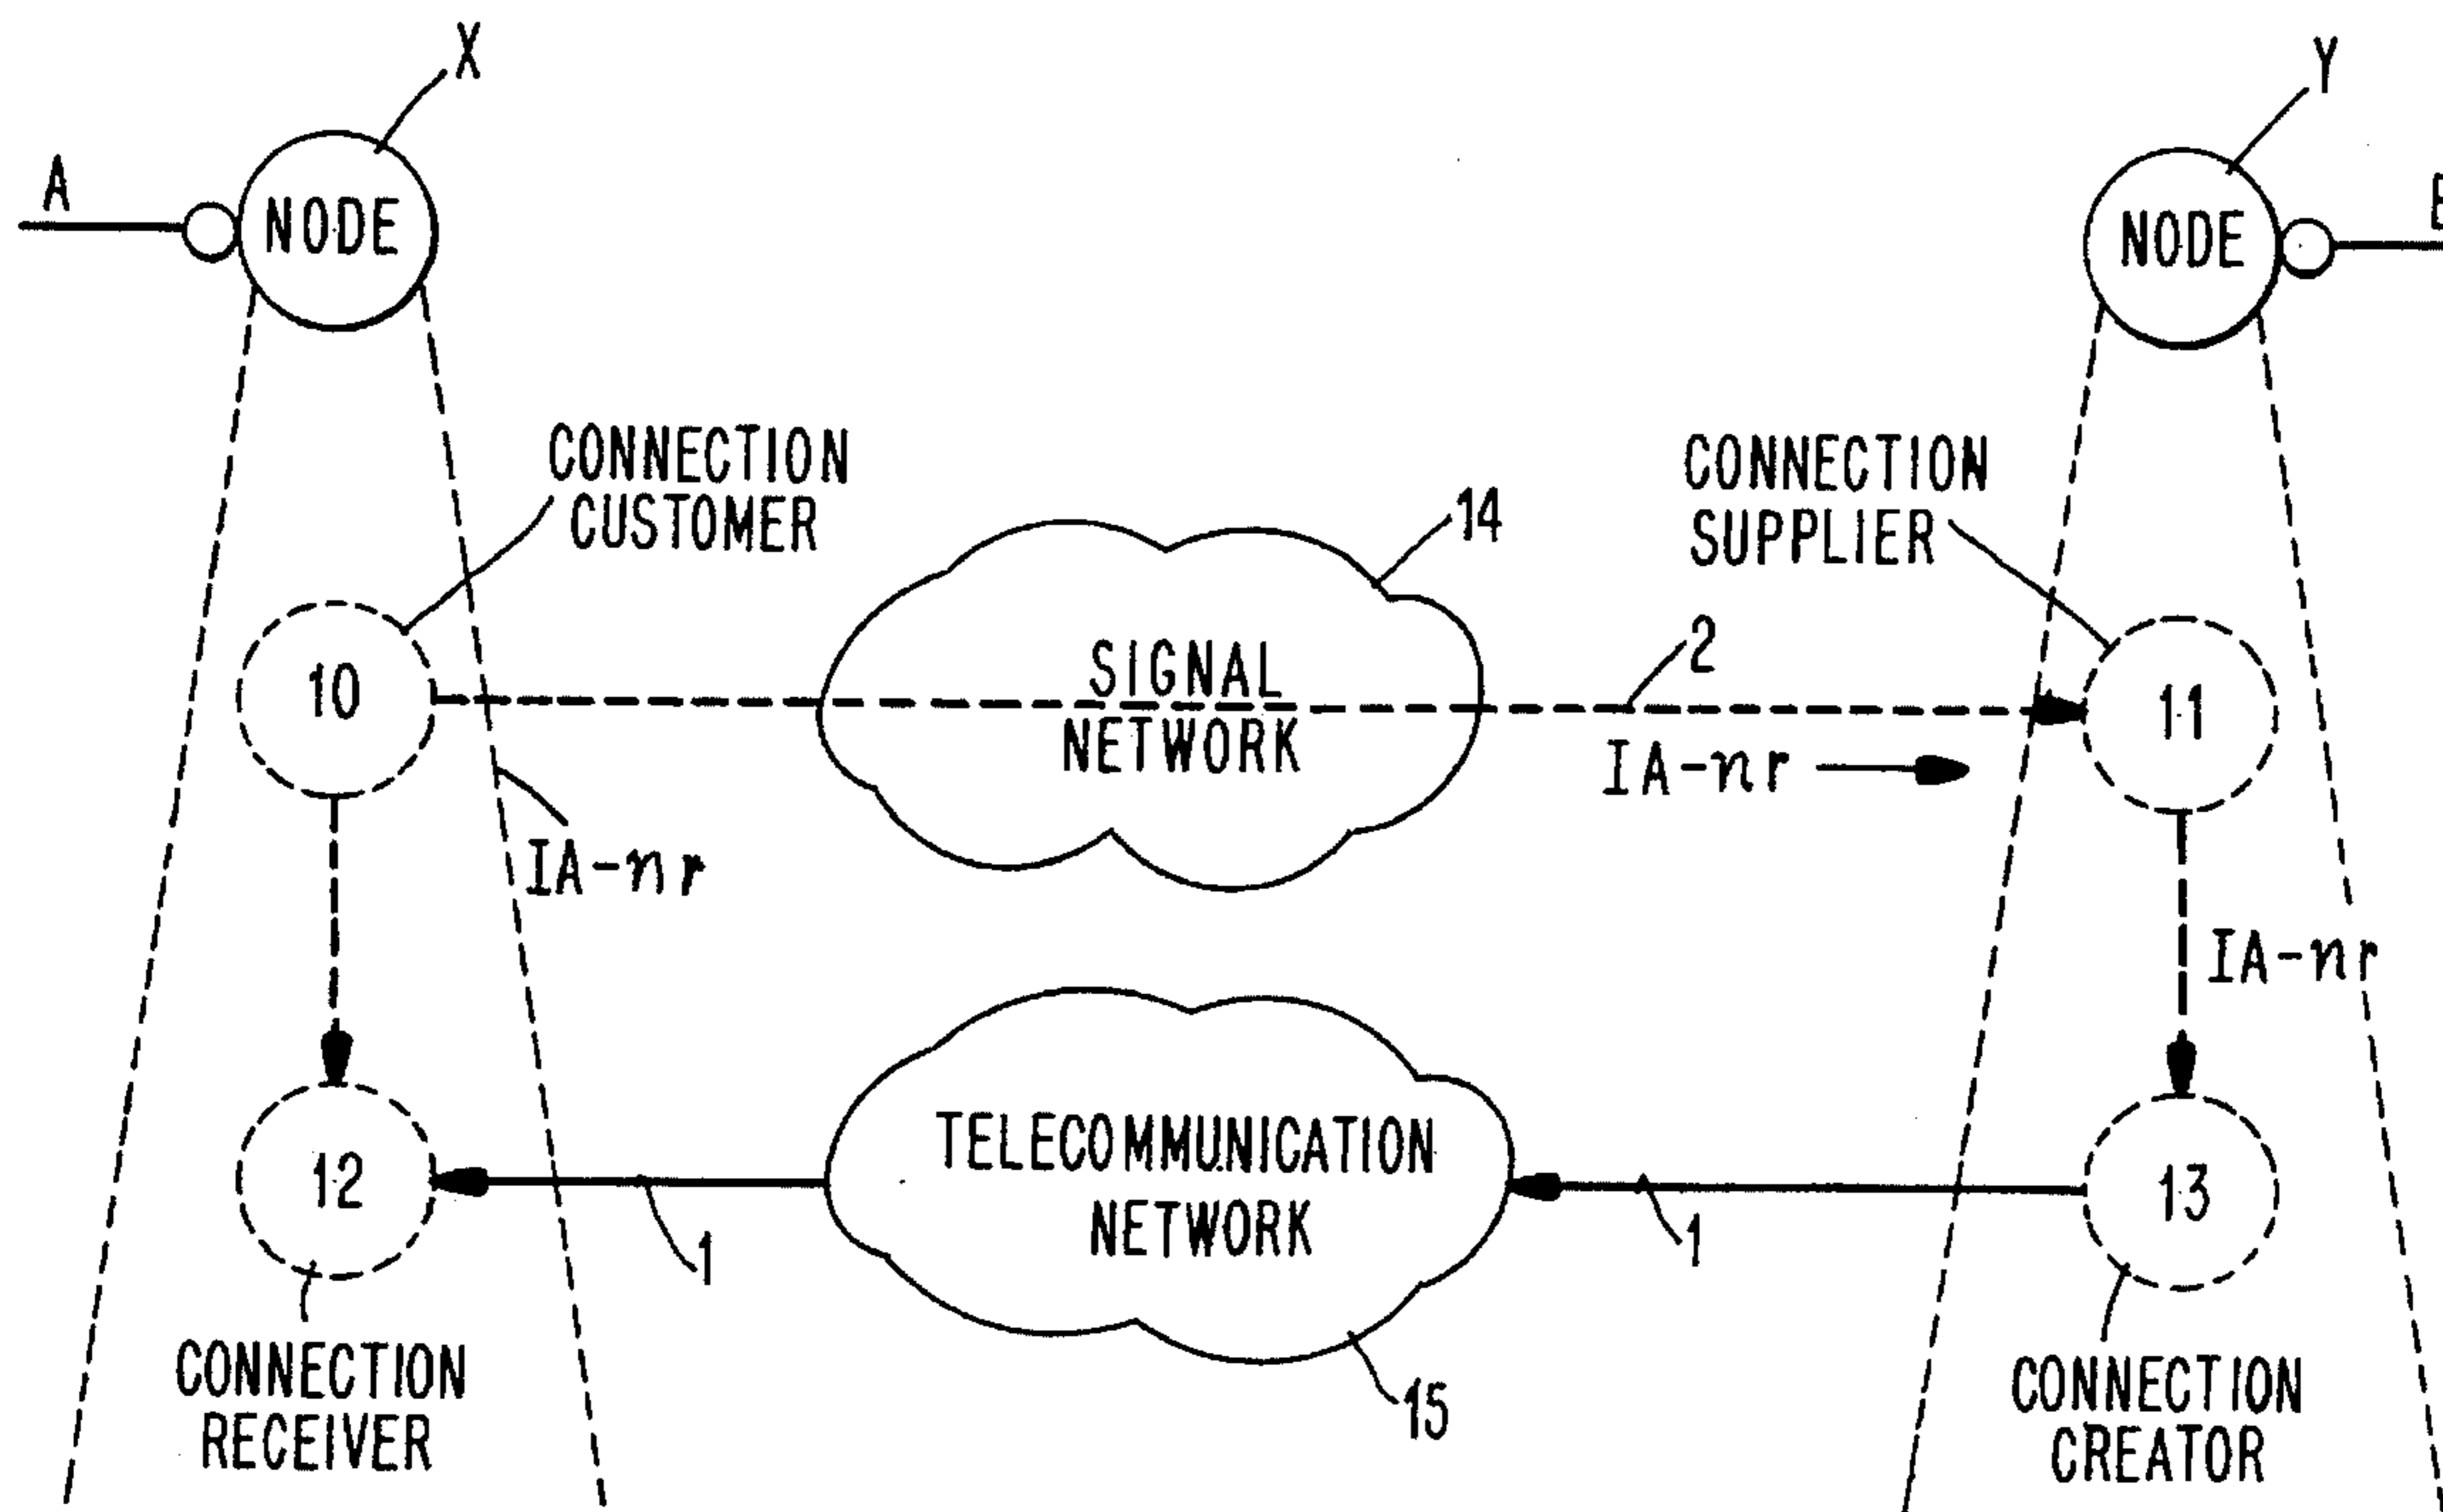 X
Y
A
NODE
NODE
CONNECTION
CUSTOMER
CONNECTION
SUPPLIER
14
2
10
SIGNAL
NETWORK
11
IA-nr
IA-nr
IA-nr
12
TELECOMMUNICATION
NETWORK
13
1
1
CONNECTION
RECEIVER
15
CONNECTION
CREATOR